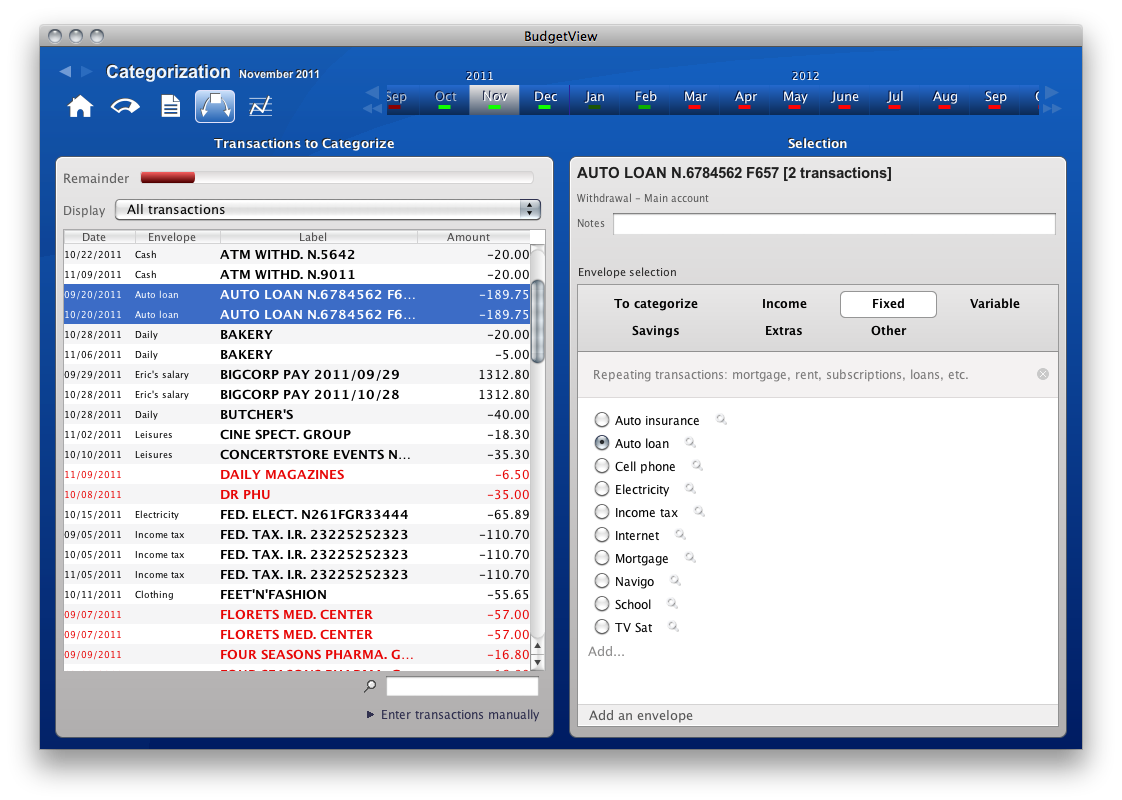 BudgetView
Categorization November 2011
2011 2012
Sep Oct Nov Dec Jan Feb Mar Apr May June Jul Aug Sep
Transactions to Categorize
Remainder
Display All transactions
Date Envelope Label Amount
10/22/2011 Cash ATM WITHD. N.5642 -20.00
11/09/2011 Cash ATM WITHD. N.9011 -20.00
09/20/2011 Auto loan AUTO LOAN N.6784562 F6... -189.75
10/20/2011 Auto loan AUTO LOAN N.6784562 F6... -189.75
10/28/2011 Daily BAKERY -20.00
11/06/2011 Daily BAKERY -5.00
09/29/2011 Eric's salary BIGCORP PAY 2011/09/29 1312.80
10/28/2011 Eric's salary BIGCORP PAY 2011/10/28 1312.80
10/28/2011 Daily BUTCHER'S -40.00
11/02/2011 Leisures CINE SPECT. GROUP -18.30
10/10/2011 Leisures CONCERTSTORE EVENTS N... -35.30
11/09/2011 DAILY MAGAZINES -6.50
10/08/2011 DR PHU -35.00
10/15/2011 Electricity FED. ELECT. N261FGR33444 -65.89
09/05/2011 Income tax FED. TAX. I.R. 23225252323 -110.70
10/05/2011 Income tax FED. TAX. I.R. 23225252323 -110.70
11/05/2011 Income tax FED. TAX. I.R. 23225252323 -110.70
10/11/2011 Clothing FEET'N'FASHION -55.65
09/07/2011 FLORETS MED. CENTER -57.00
09/07/2011 FLORETS MED. CENTER -57.00
09/09/2011 FOUR SEASONS PHARMA. G... -16.80
Enter transactions manually
Selection
AUTO LOAN N.6784562 F657 [2 transactions]
Withdrawal - Main account
Notes
Envelope selection
To categorize Income Fixed Variable
Savings Extras Other
Repeating transactions: mortgage, rent, subscriptions, loans, etc.
Auto insurance
Auto loan
Cell phone
Electricity
Income tax
Internet
Mortgage
Navigo
School
TV Sat
Add...
Add an envelope